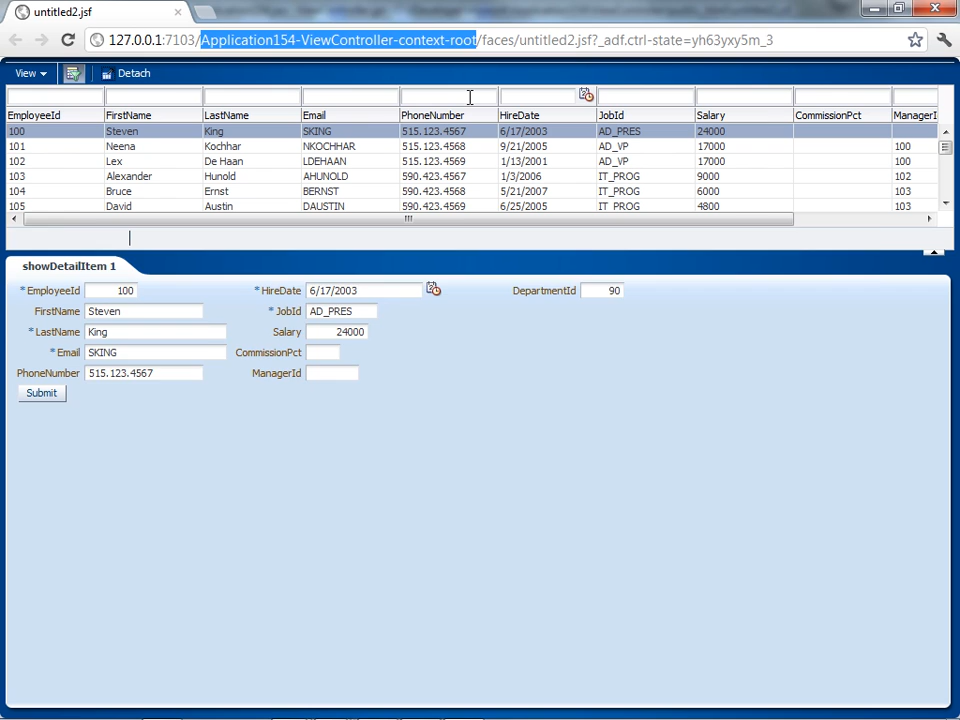 untitled2.jsf
127.0.0.1:7103/Application154-ViewController-context-root/faces/untitled2.jsf?_adf.ctrl-state=yh63yxy5m_3
View Detach
EmployeeId FirstName LastName Email PhoneNumber HireDate JobId Salary CommissionPct ManagerI
100 Steven King SKING 515.123.4567 6/17/2003 AD_PRES 24000
101 Neena Kochhar NKOCHHAR 515.123.4568 9/21/2005 AD_VP 17000 100
102 Lex De Haan LDEHAAN 515.123.4569 1/13/2001 AD_VP 17000 100
103 Alexander Hunold AHUNOLD 590.423.4567 1/3/2006 IT_PROG 9000 102
104 Bruce Ernst BERNST 590.423.4568 5/21/2007 IT_PROG 6000 103
105 David Austin DAUSTIN 590.423.4569 6/25/2005 IT_PROG 4800 103
showDetailItem 1
* EmployeeId 100 * HireDate 6/17/2003 DepartmentId 90
FirstName Steven * JobId AD_PRES
* LastName King Salary 24000
* Email SKING CommissionPct
PhoneNumber 515.123.4567 ManagerId
Submit